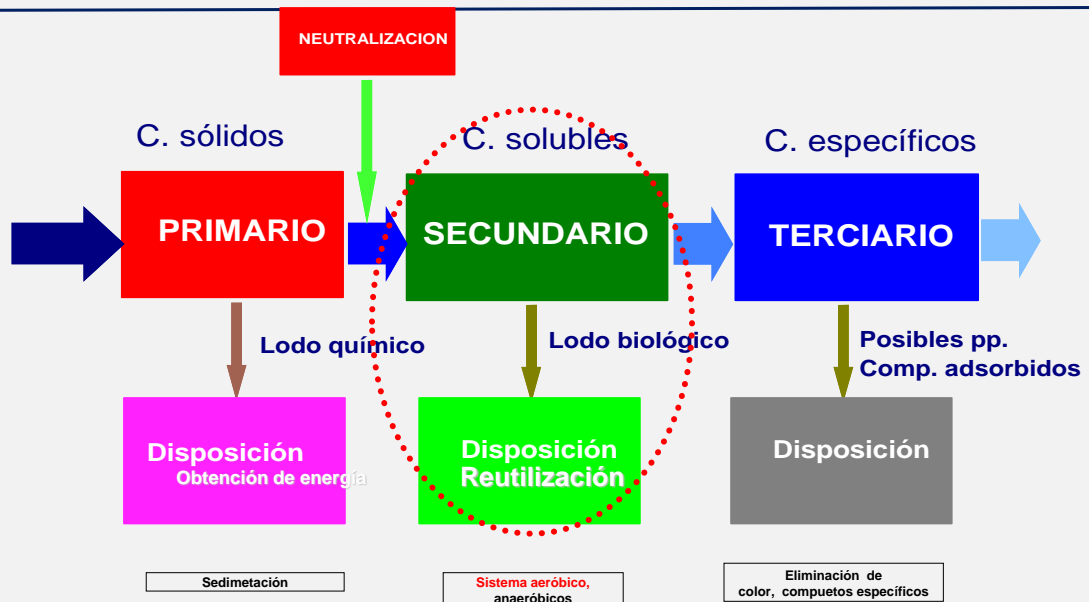 NEUTRALIZACION
C. sólidos
C. solubles
C. específicos
PRIMARIO
SECUNDARIO
TERCIARIO
Lodo químico
Lodo biológico
Posibles pp.
Comp. adsorbidos
Disposición
Obtención de energía
Disposición
Reutilización
Disposición
Sedimetación
Sistema aeróbico,
anaeróbicos
Eliminación de
color, compuetos específicos